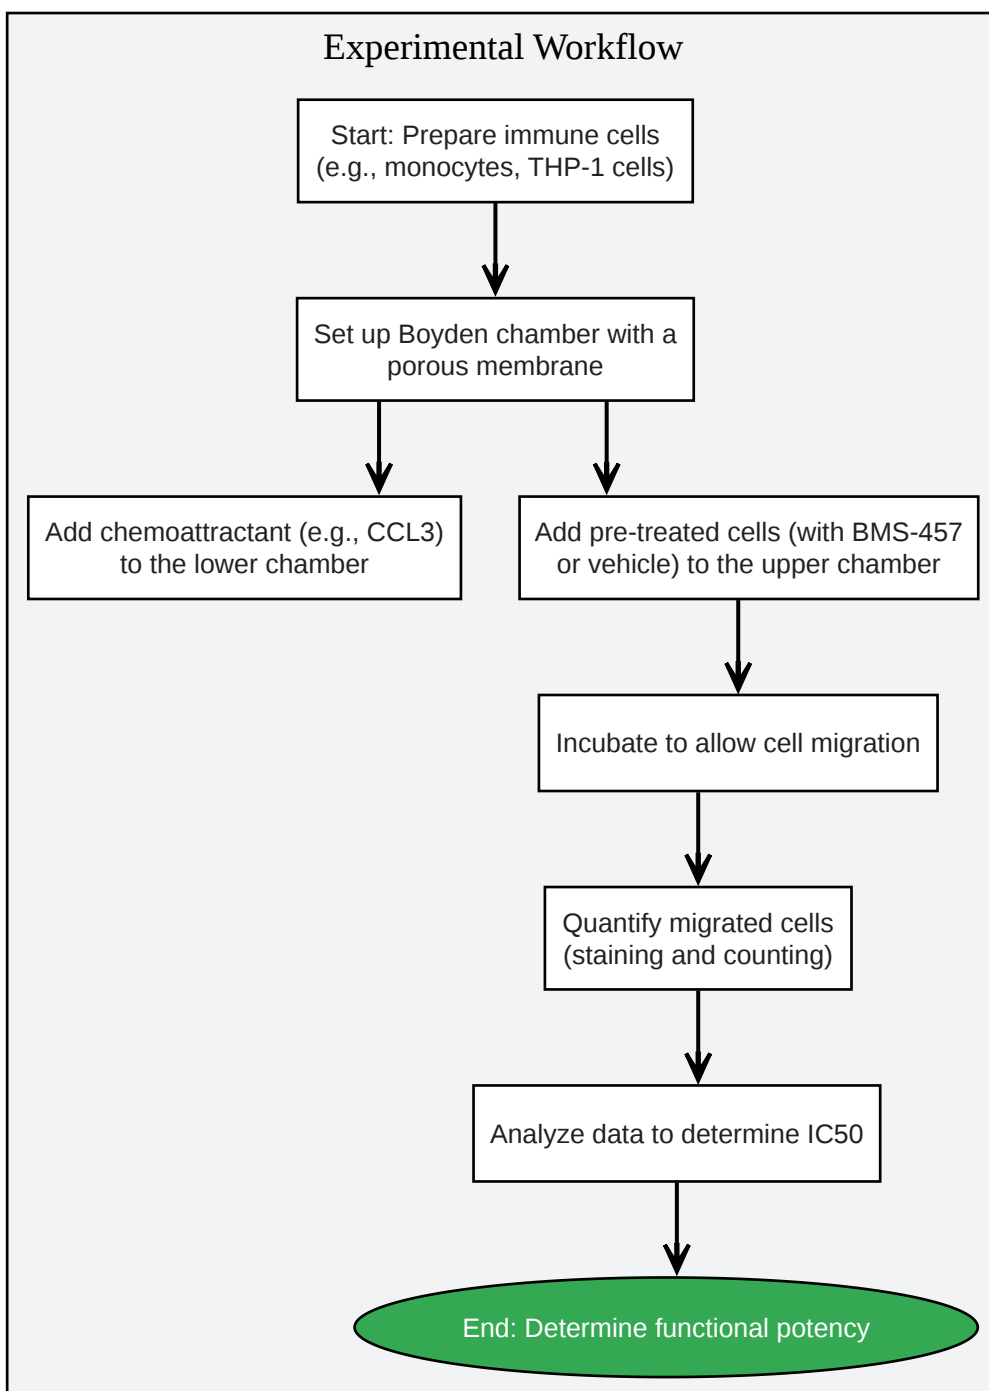 Experimental Workflow
Start: Prepare immune cells
(e.g., monocytes, THP-1 cells)
Set up Boyden chamber with a
porous membrane
Add chemoattractant (e.g., CCL3)
to the lower chamber
Add pre-treated cells (with BMS-457
or vehicle) to the upper chamber
Incubate to allow cell migration
Quantify migrated cells
(staining and counting)
Analyze data to determine IC50
End: Determine functional potency